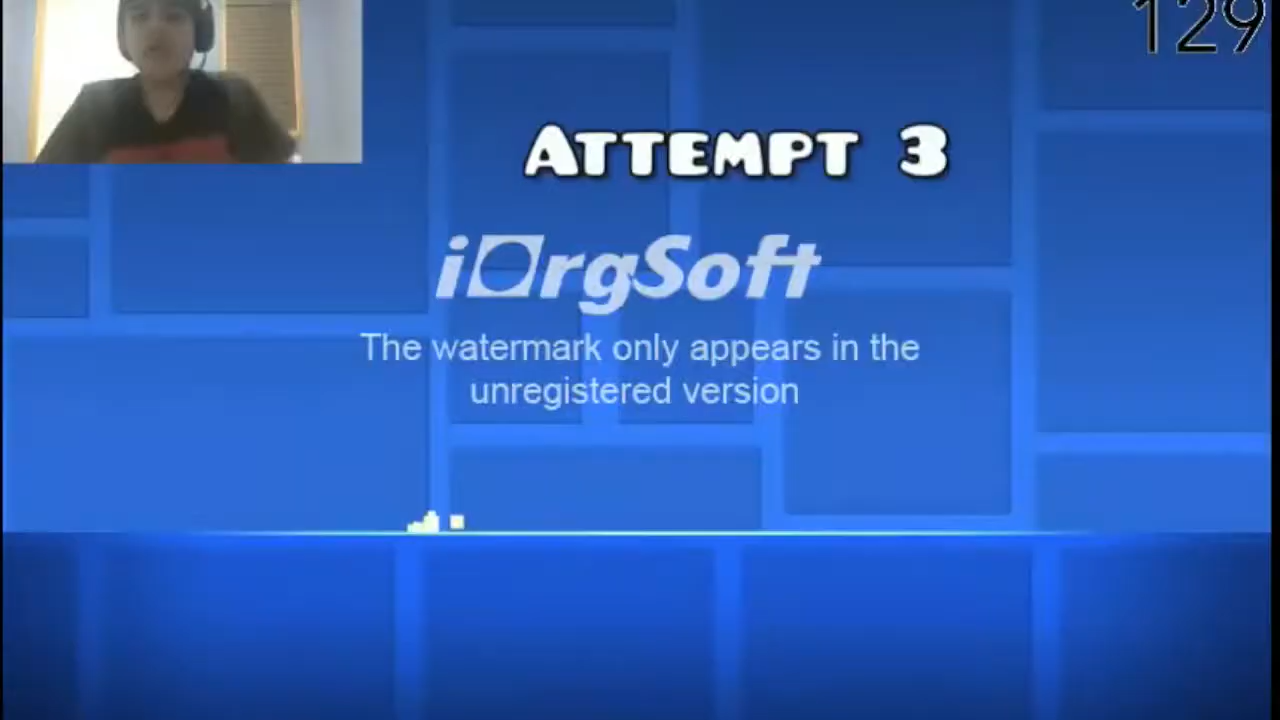 129
ATTEMPT 3
iOrgSoft
The watermark only appears in the
unregistered version